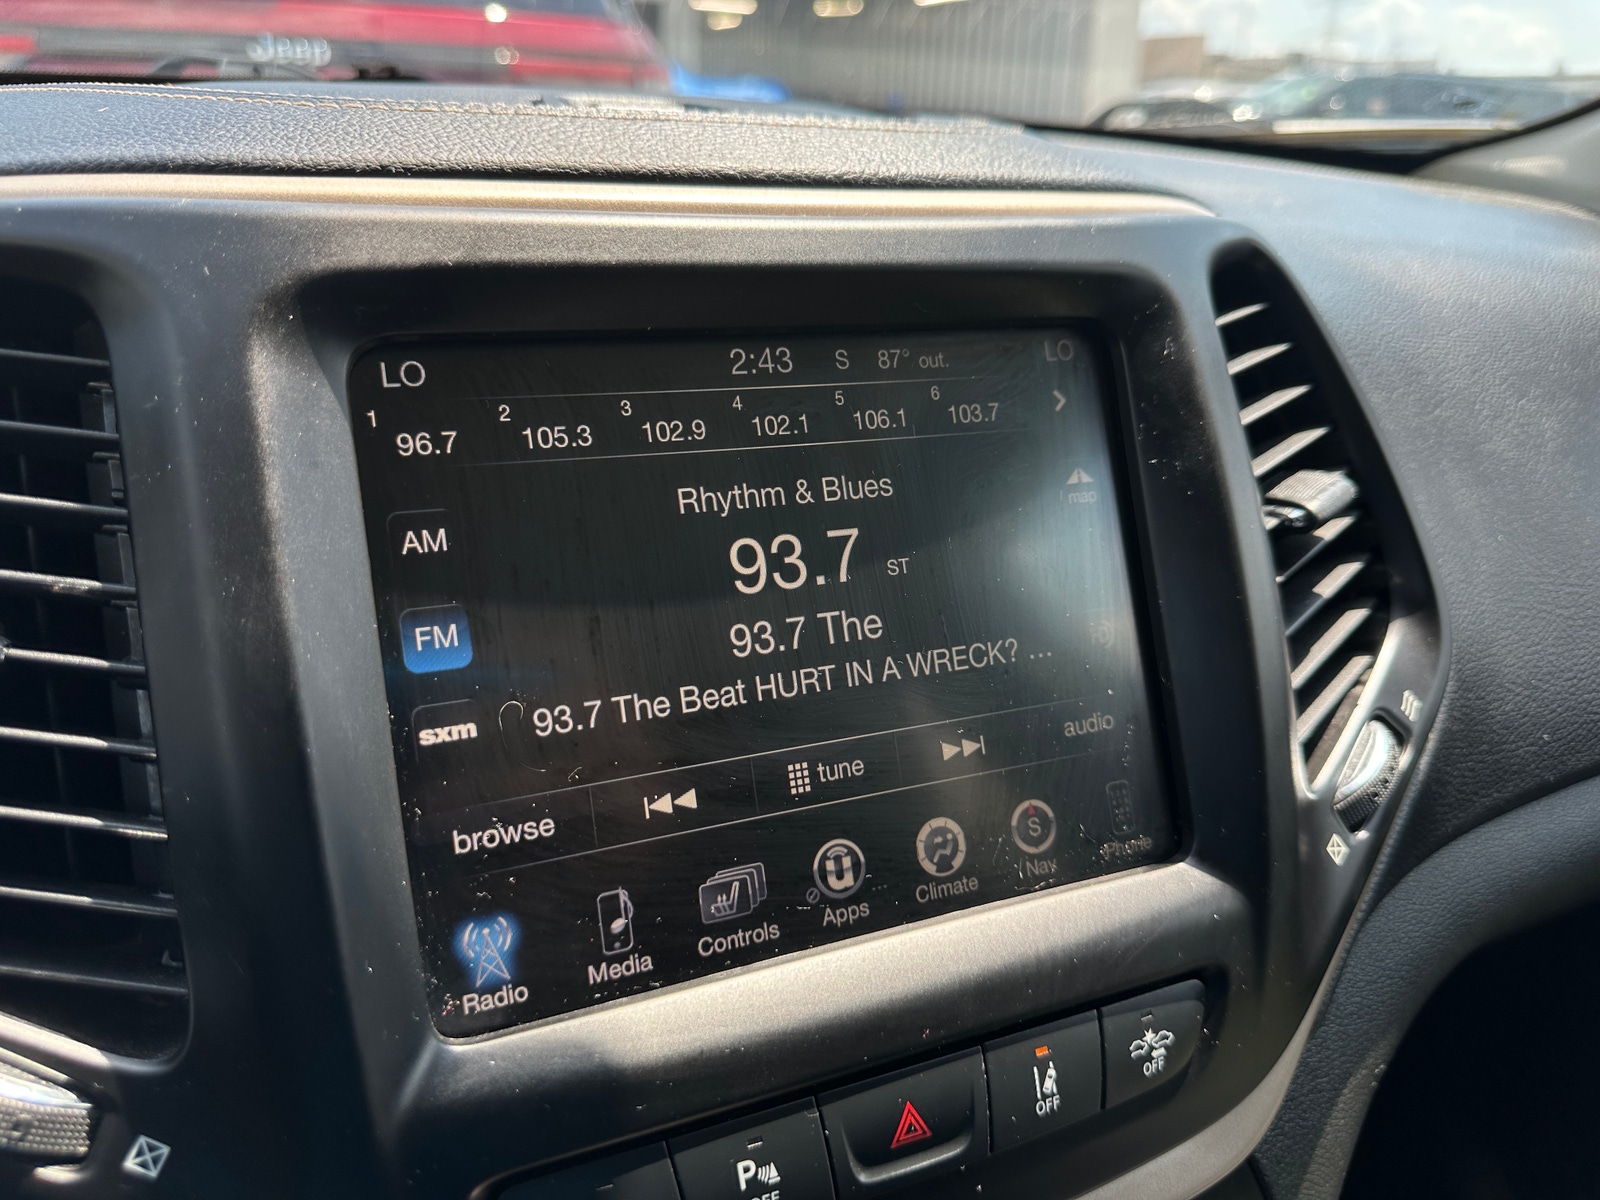 Jeep
LO 2:43 S 87° out. LO
1 96.7 2 105.3 3 102.9 4 102.1 5 106.1 6 103.7
Rhythm & Blues
map
AM
93.7 ST
FM
93.7 The
93.7 The Beat HURT IN A WRECK? ...
sxm
audio
browse tune
Radio Media Controls Apps Climate Nav Phone
S
OFF
OFF
P OFF